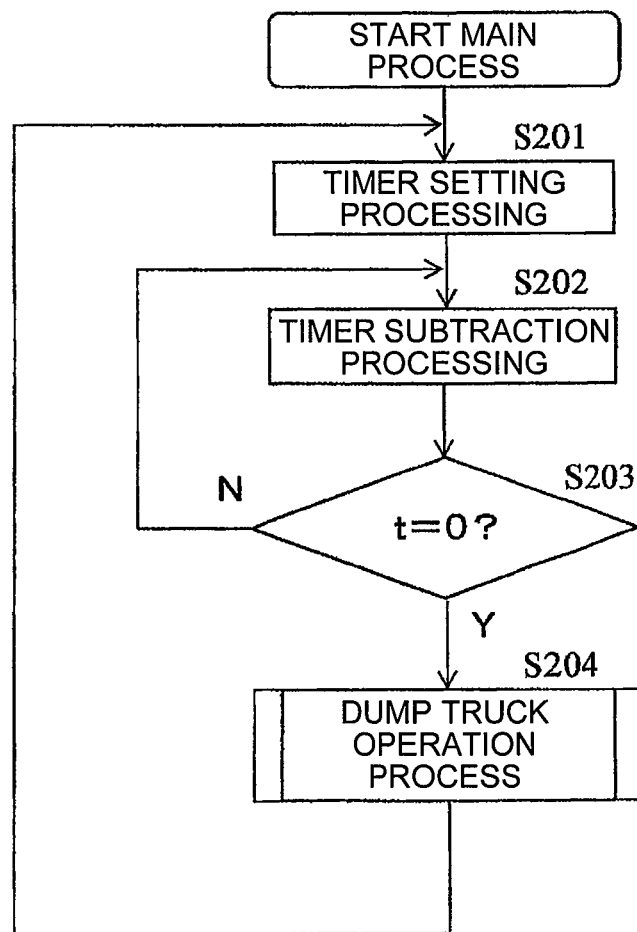 START MAIN
PROCESS
S201
TIMER SETTING
PROCESSING
S202
TIMER SUBTRACTION
PROCESSING
S203
N
t=0?
Y
S204
DUMP TRUCK
OPERATION
PROCESS